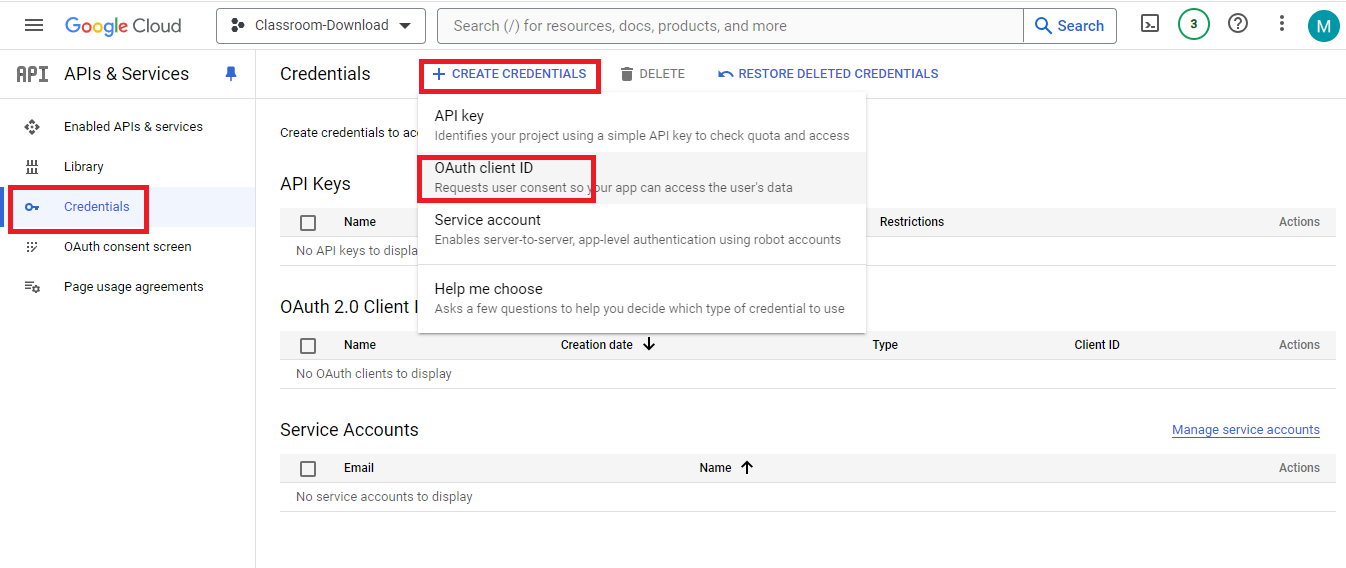 Google Cloud
Classroom-Download
Search (/) for resources, docs, products, and more
Search
3
M
API
APIs & Services
Credentials
CREATE CREDENTIALS
DELETE
RESTORE DELETED CREDENTIALS
Enabled APIs & services
Library
Credentials
OAuth consent screen
Page usage agreements
Create credentials to acc
API key
Identifies your project using a simple API key to check quota and access
OAuth client ID
Requests user consent so your app can access the user's data
Service account
Enables server-to-server, app-level authentication using robot accounts
Help me choose
Asks a few questions to help you decide which type of credential to use
API Keys
Name
Restrictions
Actions
No API keys to displa
OAuth 2.0 Client I
Name
Creation date
Type
Client ID
Actions
No OAuth clients to display
Service Accounts
Manage service accounts
Email
Name
Actions
No service accounts to display